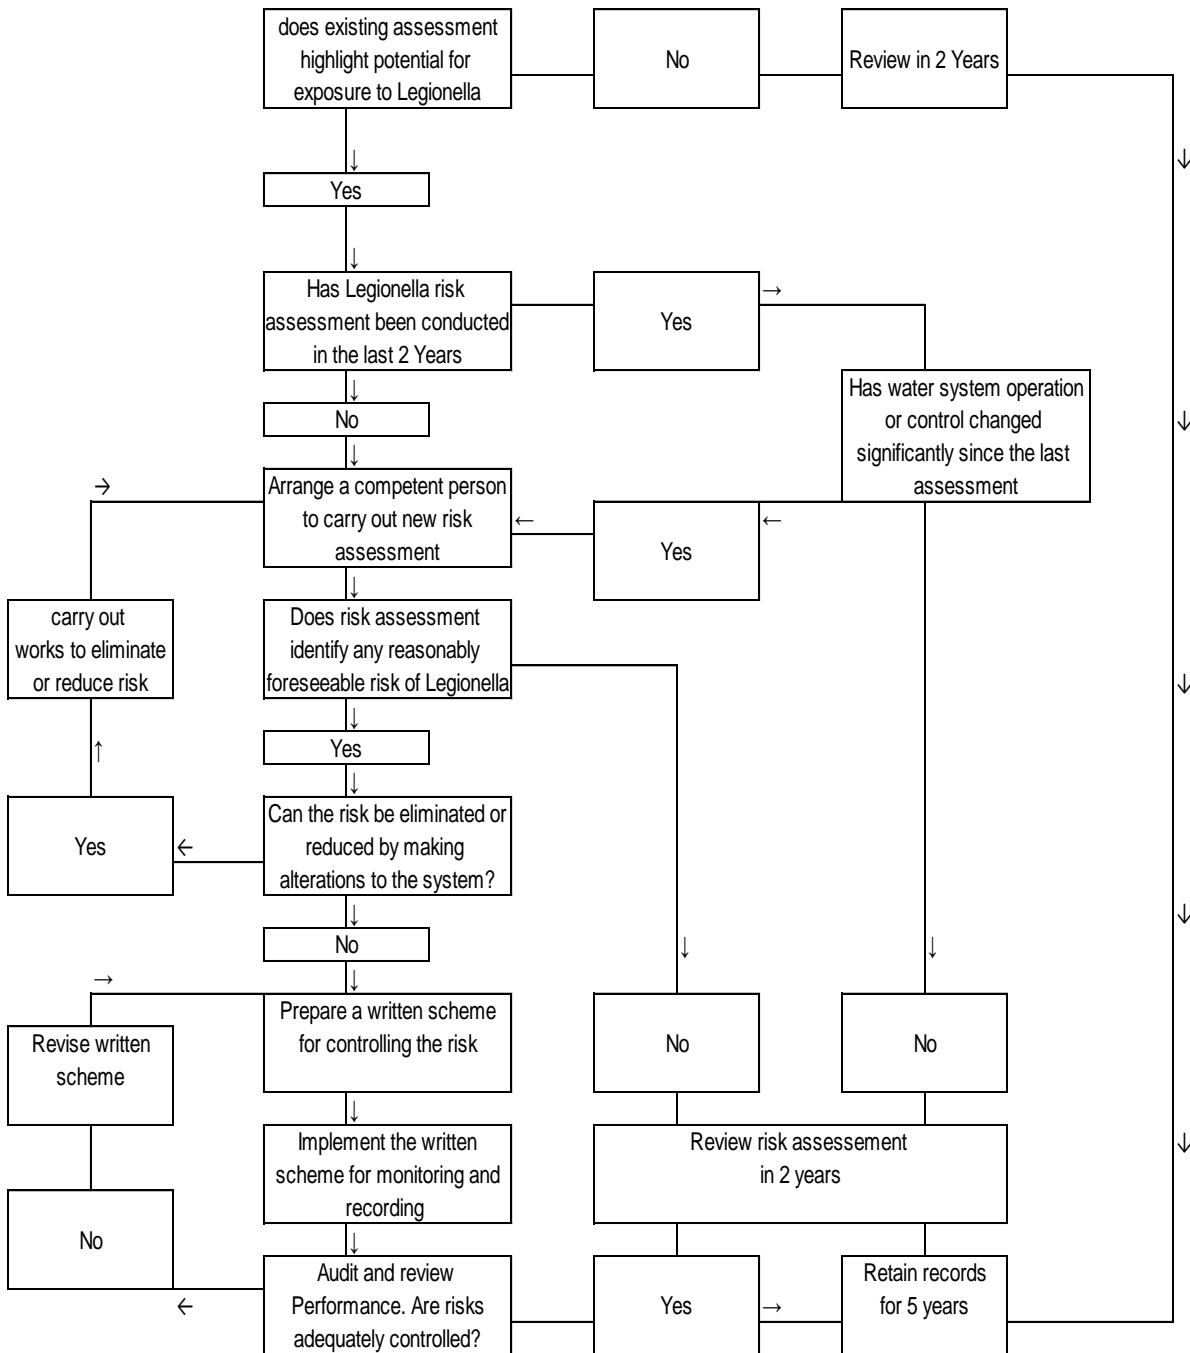 does existing assessment
highlight potential for
exposure to Legionella
No
Review in 2 Years
↓
↓
Yes
↓
Has Legionella risk
assessment been conducted
in the last 2 Years
Yes
→
↓
No
Has water system operation
or control changed
significantly since the last
assessment
↓
↓
→
Arrange a competent person
to carry out new risk
assessment
←
Yes
←
↓
carry out
works to eliminate
or reduce risk
Does risk assessment
identify any reasonably
foreseeable risk of Legionella
↓
↓
Yes
↑
↓
Yes
←
Can the risk be eliminated or
reduced by making
alterations to the system?
↓
↓
No
↓
↓
→
↓
Revise written
scheme
Prepare a written scheme
for controlling the risk
No
No
↓
Implement the written
scheme for monitoring and
recording
Review risk assessement
in 2 years
↓
No
↓
←
Audit and review
Performance. Are risks
adequately controlled?
Yes
→
Retain records
for 5 years